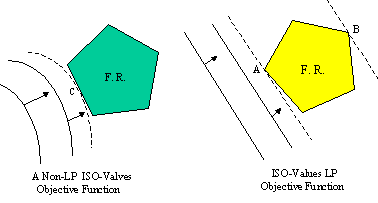 B
F. R.
A
F. R.
C
A Non-LP ISO-Valves
Objective Function
ISO-Values LP
Objective Function